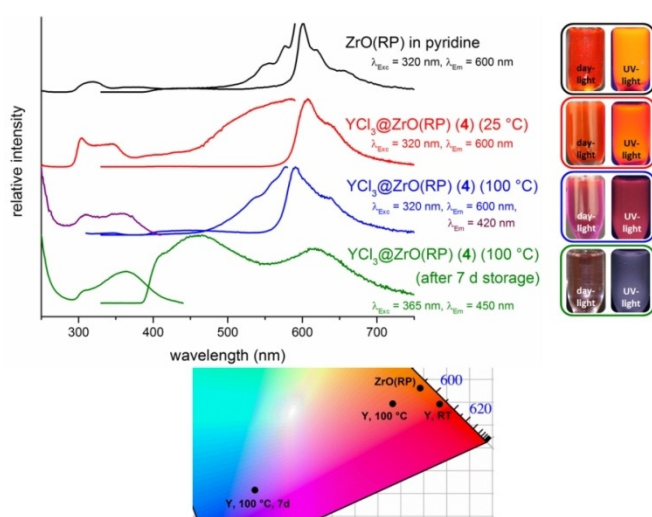 ZrO(RP) in pyridine
λExc = 320 nm, λEm = 600 nm
YCl₃@ZrO(RP) (4) (25 °C)
λExc = 320 nm, λEm = 600 nm
YCl₃@ZrO(RP) (4) (100 °C)
λExc = 320 nm, λEm = 600 nm,
λEm = 420 nm
YCl₃@ZrO(RP) (4) (100 °C)
(after 7 d storage)
λExc = 365 nm, λEm = 450 nm
relative intensity
300 400 500 600 700
wavelength (nm)
day-
light
UV-
light
day-
light
UV-
light
day-
light
UV-
light
day-
light
UV-
light
ZrO(RP)
600
Y, 100 °C
Y, RT
620
Y, 100 °C, 7d